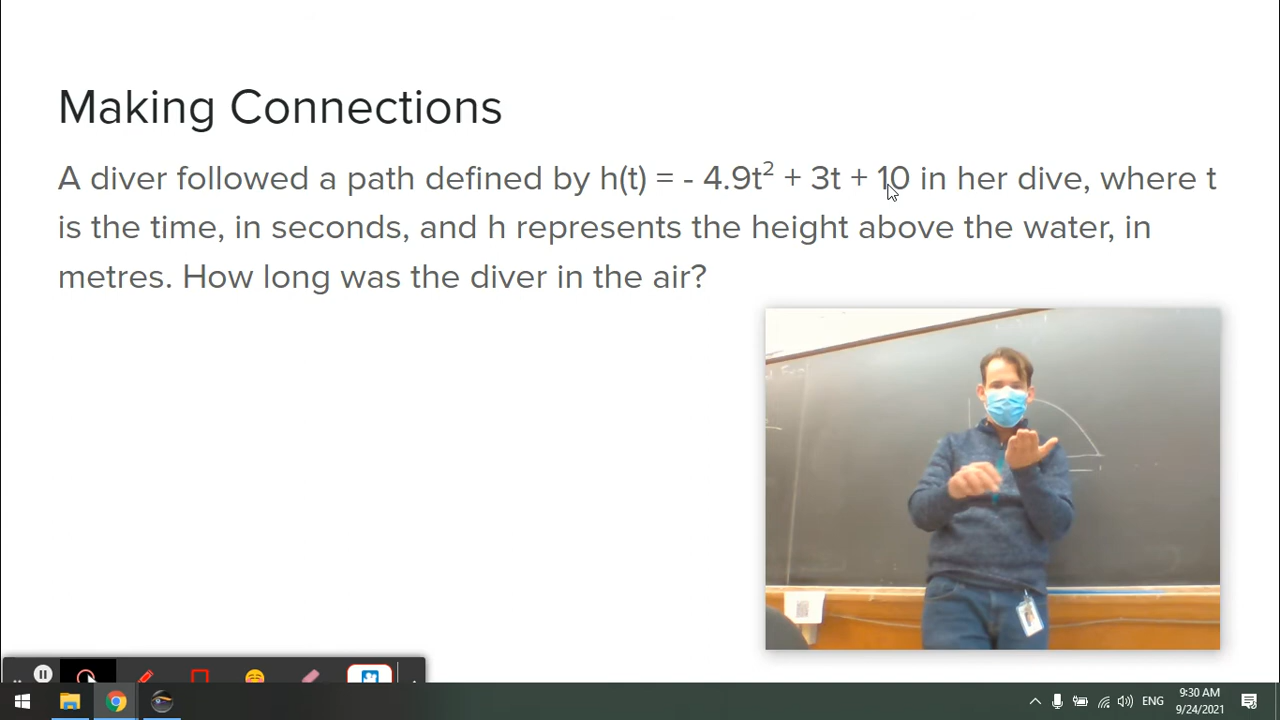 Making Connections
A diver followed a path defined by h(t) = - 4.9t² + 3t + 10 in her dive, where t
is the time, in seconds, and h represents the height above the water, in
metres. How long was the diver in the air?
ENG
9:30 AM
9/24/2021